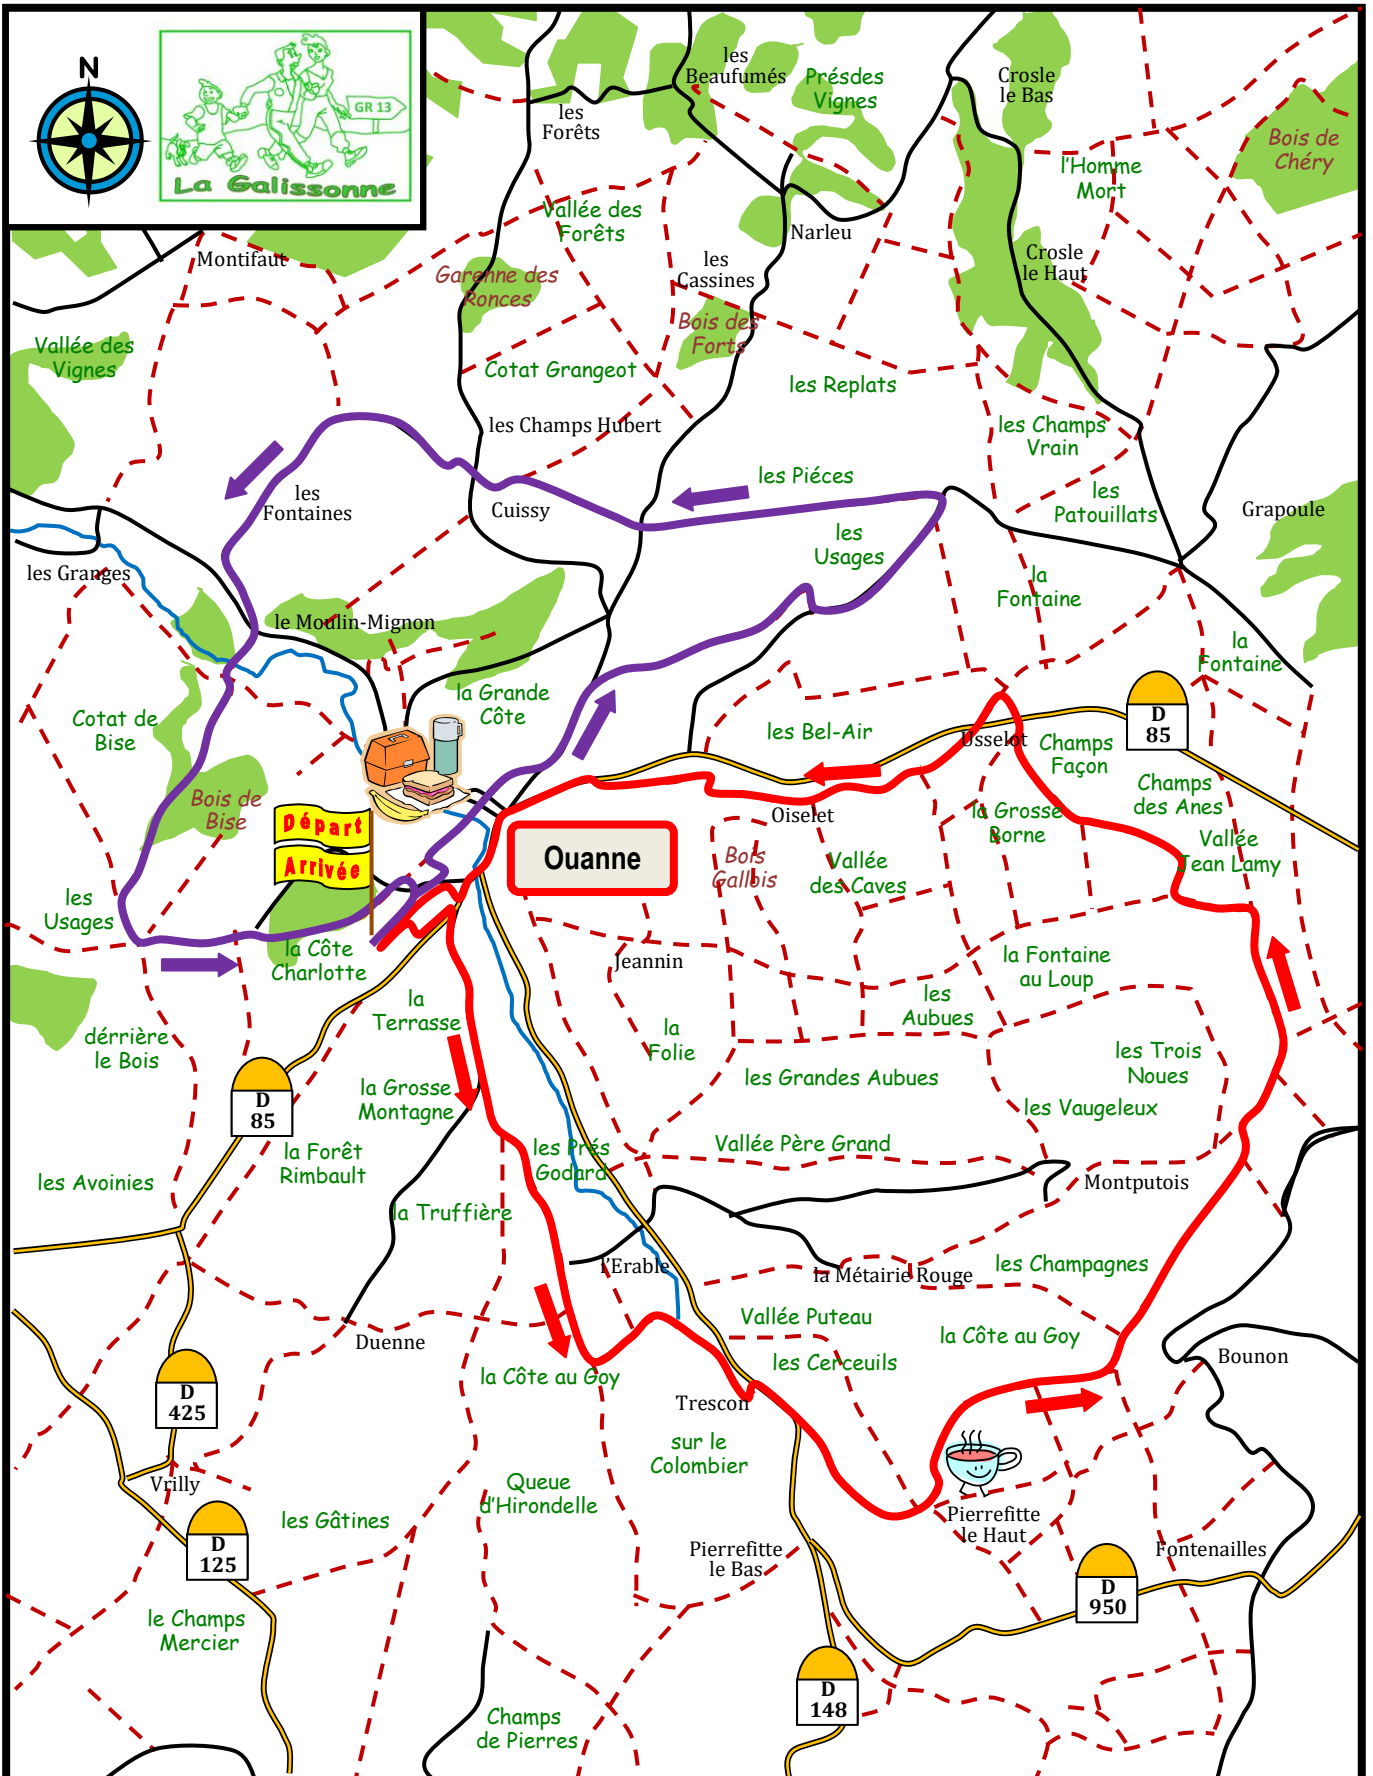 N
GR 13
La Galissonne
les
Beaufumés
Présdes
Vignes
Crosle
le Bas
les
Forêts
Bois de
Chéry
l'Homme
Mort
Vallée des
Forêts
Narleu
Montifaut
les
Cassines
Crosle
le Haut
Garenne des
Ronces
Bois des
Forts
Vallée des
Vignes
Cotat Grangeot
les Replats
les Champs Hubert
les Champs
Vrain
les Piéces
les
Fontaines
Cuissy
les
Patouillats
Grapoule
les
Usages
les Granges
la
Fontaine
le Moulin-Mignon
la
Fontaine
la Grande
Côte
Cotat de
Bise
les Bel-Air
Usselot
D
85
Champs
Façon
Champs
des Anes
Bois de
Bise
Départ
Arrivée
Oiselet
la Grosse
Borne
Vallée
Jean Lamy
Ouanne
Bois
Gallois
Vallée
des Caves
les
Usages
la Côte
Charlotte
Jeannin
la Fontaine
au Loup
la
Terrasse
les
Aubues
dérrière
le Bois
la
Folie
les Trois
Noues
D
85
la Grosse
Montagne
les Grandes Aubues
les Vaugeleux
la Forêt
Rimbault
les Prés
Godard
Vallée Père Grand
les Avoinies
Montputois
la Truffière
l'Erable
la Métairie Rouge
les Champagnes
Vallée Puteau
Duenne
la Côte au Goy
la Côte au Goy
les Cerceuils
Bounon
D
425
Trescon
sur le
Colombier
Vrilly
Queue
d'Hirondelle
les Gâtines
Pierrefitte
le Haut
D
125
Pierrefitte
le Bas
Fontenailles
D
950
le Champs
Mercier
D
148
Champs
de Pierres